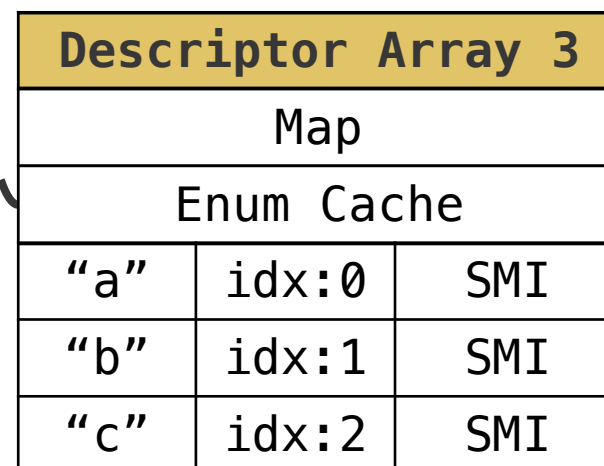 Descriptor Array 3
Map
Enum Cache
“a” idx:0 SMI
“b” idx:1 SMI
“c” idx:2 SMI